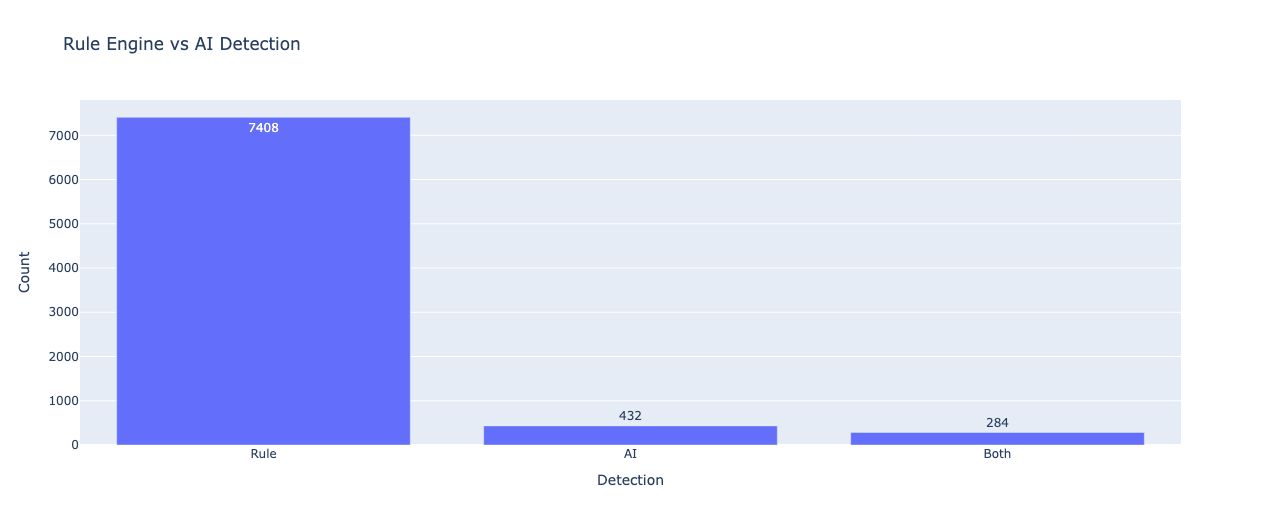 Rule Engine vs AI Detection
7000
6000
5000
4000
3000
2000
1000
0
Count
7408
432
284
Rule
AI
Both
Detection